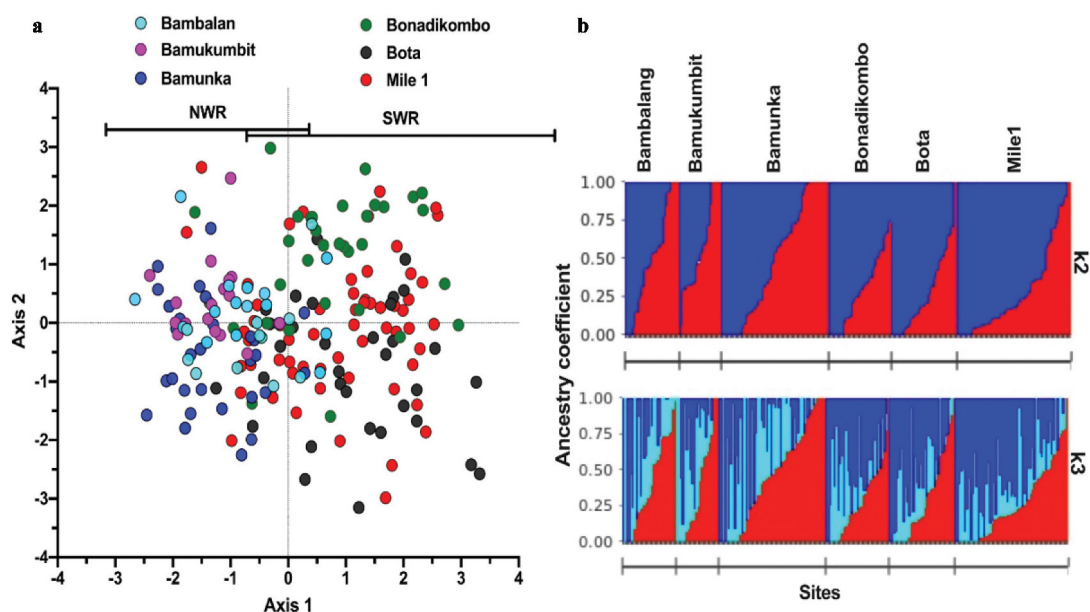 a
Bambalan
Bamukumbit
Bamunka
Bonadikombo
Bota
Mile 1
NWR
SWR
Axis 2
4
3
2
1
0
-1
-2
-3
-4
-4 -3 -2 -1 0 1 2 3 4
Axis 1
b
Bambalang
Bamukumbit
Bamunka
Bonadikombo
Bota
Mile1
Ancestry coefficient
1.00
0.75
0.50
0.25
0.00
K2
1.00
0.75
0.50
0.25
0.00
K3
Sites